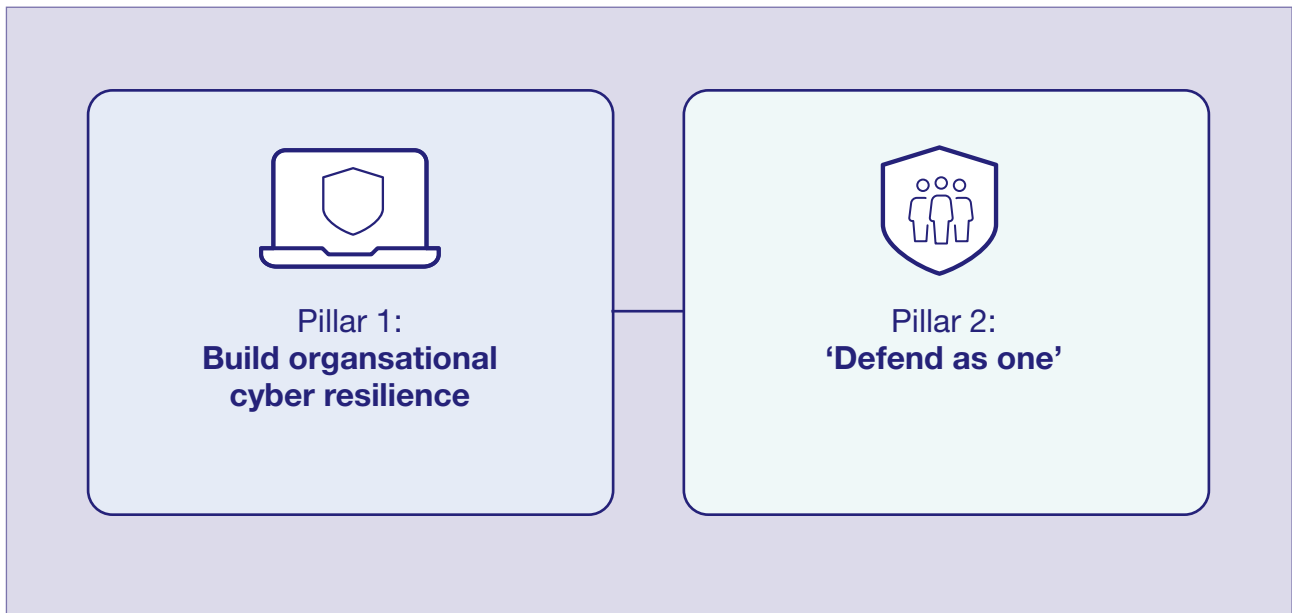 Pillar 1:
Build organsational
cyber resilience
Pillar 2:
‘Defend as one’